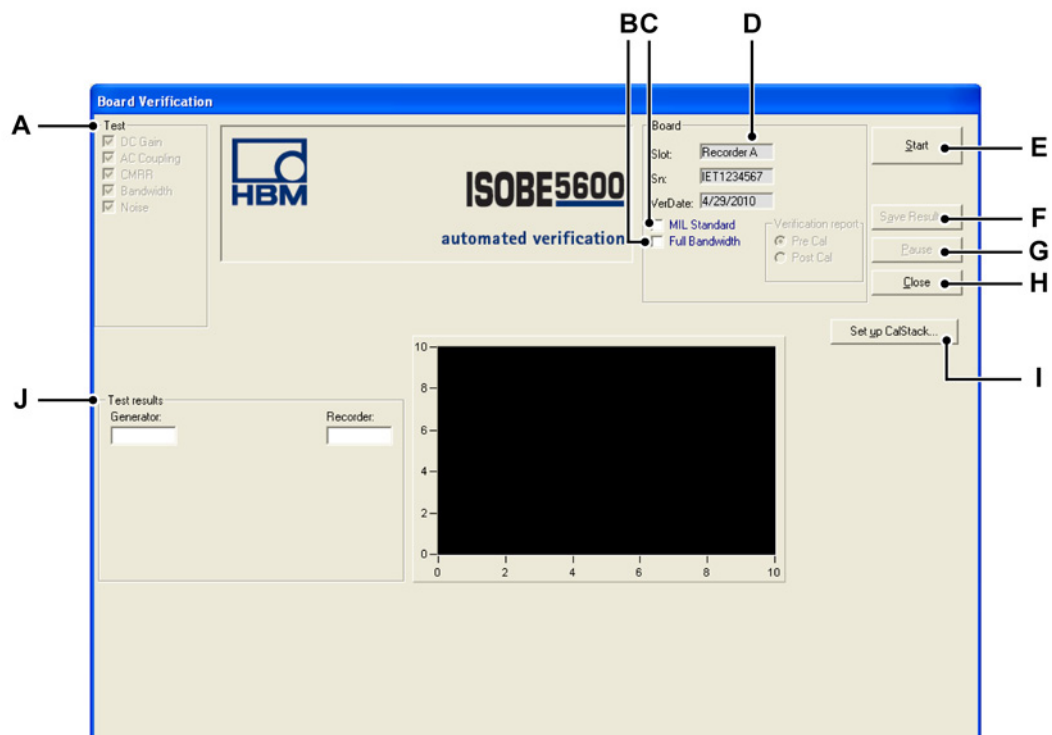 B C D
Board Verification
A
Test
DC Gain
AC Coupling
CMRR
Bandwidth
Noise
HBM
ISOBE5600
automated verification
Board
Slot: Recorder A
Sn: IET1234567
VerDate: 4/29/2010
MIL Standard
Full Bandwidth
Verification report
Pre Cal
Post Cal
Start
E
Save Result
F
Pause
G
Close
H
Set up CalStack...
I
J
Test results
Generator:
Recorder:
10
8
6
4
2
0
0 2 4 6 8 10